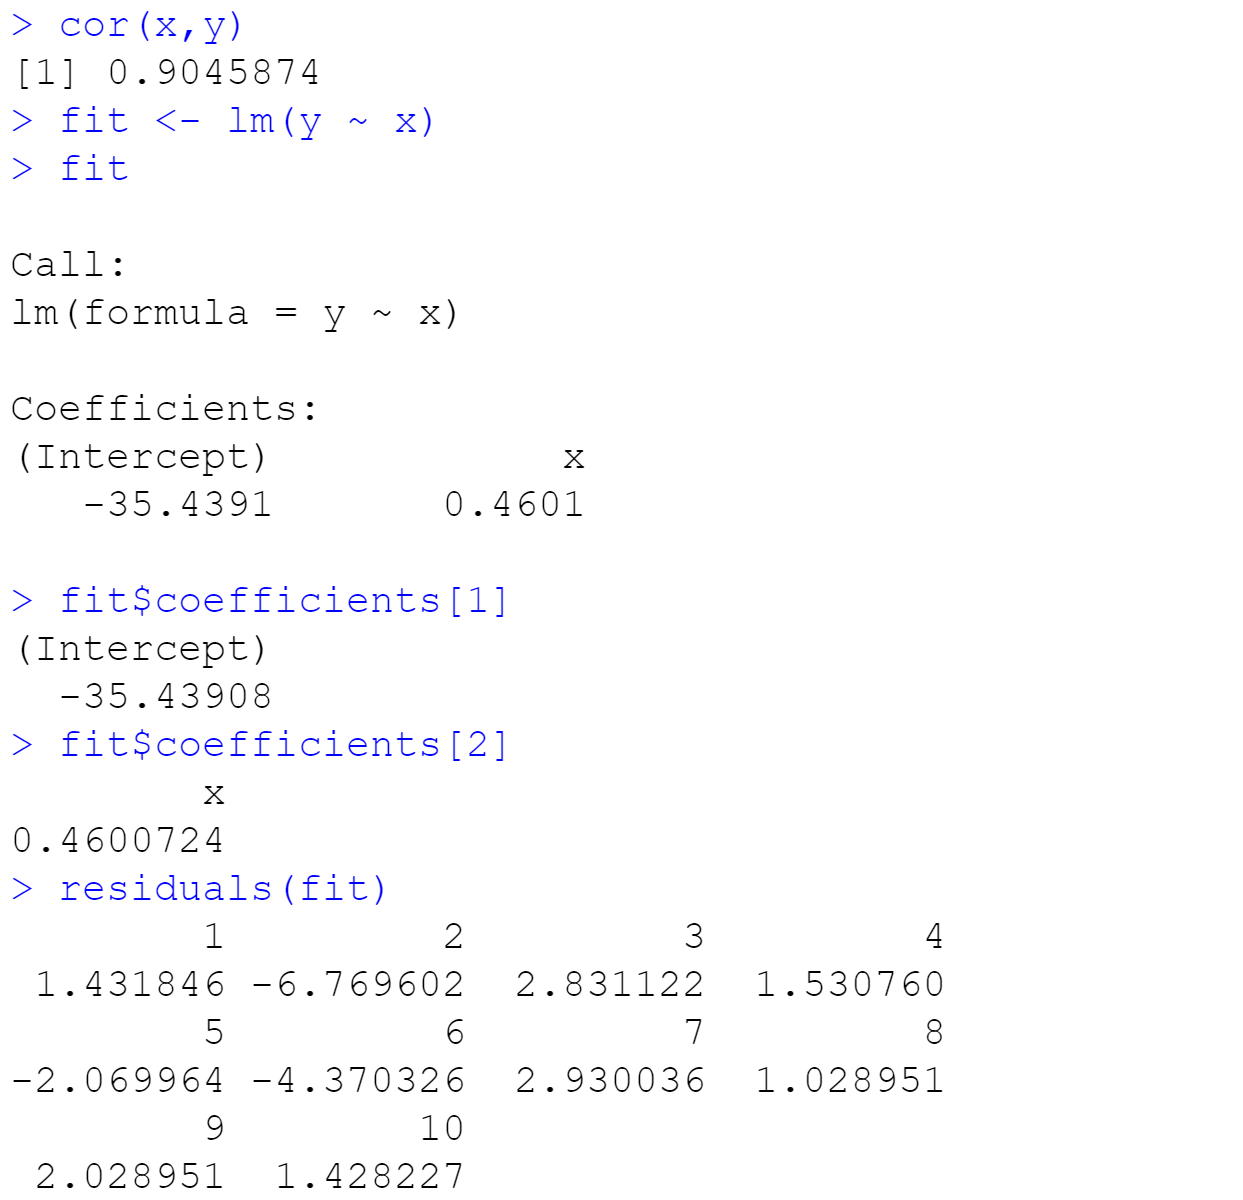 > cor(x,y)
[1] 0.9045874
> fit <- lm(y ~ x)
> fit
Call:
lm(formula = y ~ x)
Coefficients:
(Intercept)            x
   -35.4391       0.4601
> fit$coefficients[1]
(Intercept)
  -35.43908
> fit$coefficients[2]
        x
0.4600724
> residuals(fit)
        1         2         3         4
 1.431846 -6.769602  2.831122  1.530760
        5         6         7         8
-2.069964 -4.370326  2.930036  1.028951
        9        10
 2.028951  1.428227